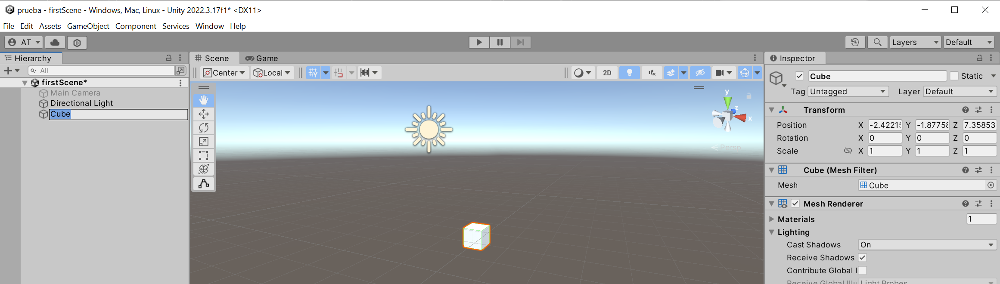 prueba - firstScene - Windows, Mac, Linux - Unity 2022.3.17f1* <DX11>
File Edit Assets GameObject Component Services Window Help
AT Layers Default
Hierarchy
All
firstScene*
Main Camera
Directional Light
Cube
Scene Game
Center Local 2D
y
z
x
Persp
Inspector
Cube Static
Tag Untagged Layer Default
Transform
Position X -2.4221 Y -1.8775 Z 7.35853
Rotation X 0 Y 0 Z 0
Scale X 1 Y 1 Z 1
Cube (Mesh Filter)
Mesh Cube
Mesh Renderer
Materials 1
Lighting
Cast Shadows On
Receive Shadows
Contribute Global I
Receive Global Illu Light Probes